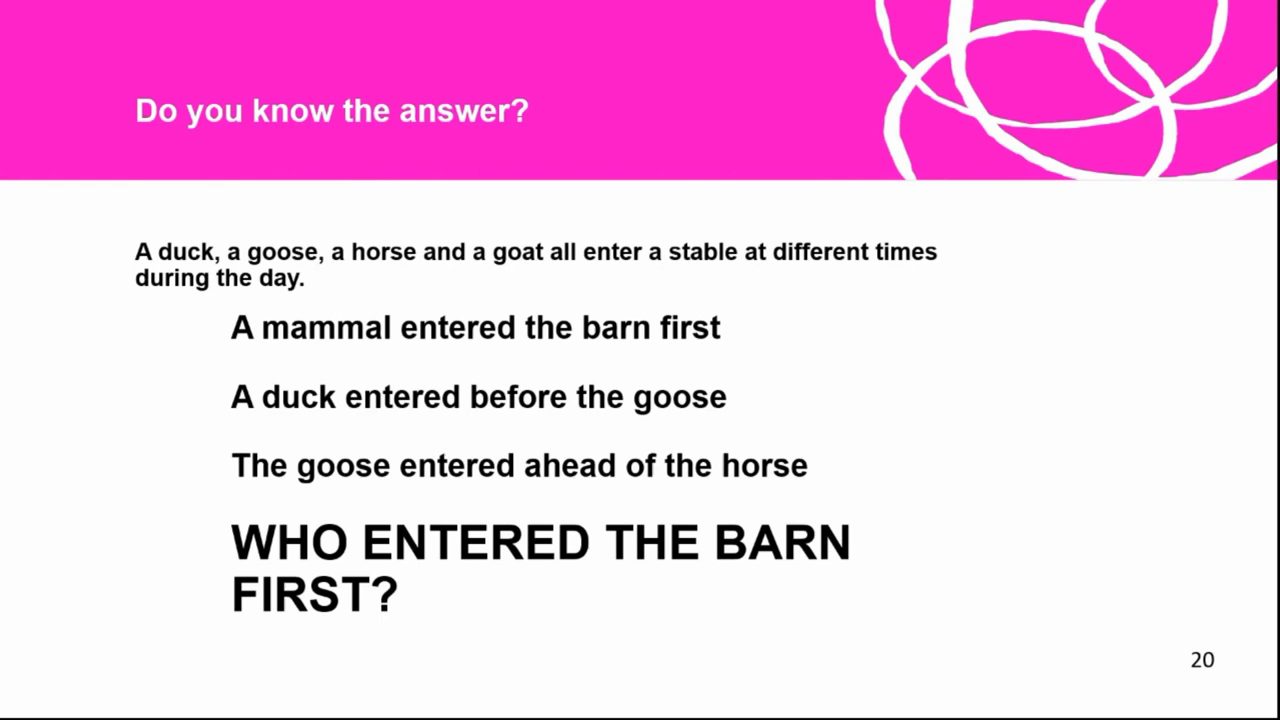 Do you know the answer?
A duck, a goose, a horse and a goat all enter a stable at different times
during the day.
A mammal entered the barn first
A duck entered before the goose
The goose entered ahead of the horse
WHO ENTERED THE BARN
FIRST?
20